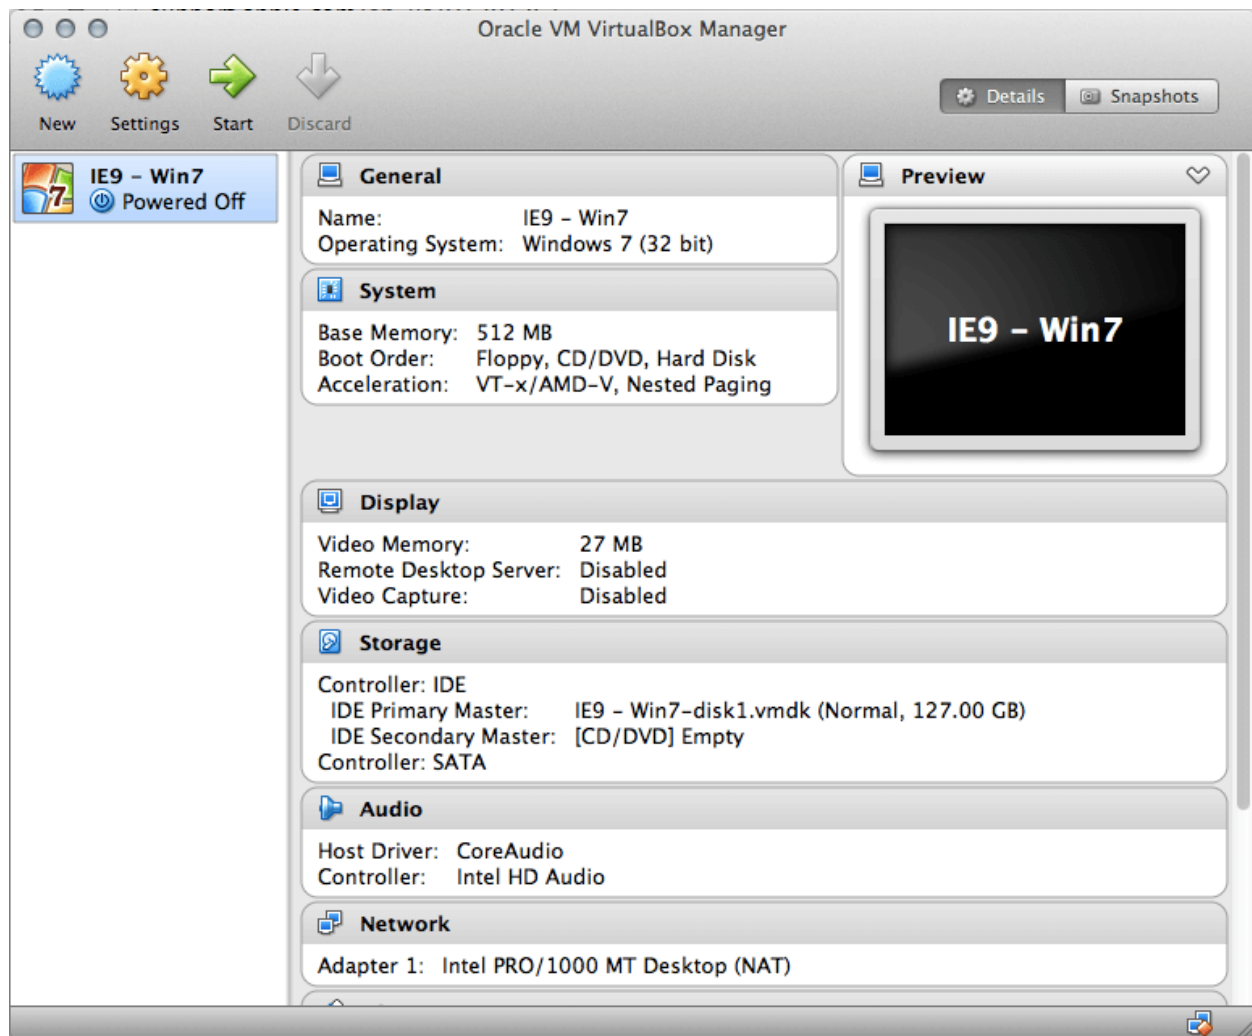 Oracle VM VirtualBox Manager
New Settings Start Discard
Details Snapshots
IE9 – Win7
Powered Off
General
Name: IE9 – Win7
Operating System: Windows 7 (32 bit)
System
Base Memory: 512 MB
Boot Order: Floppy, CD/DVD, Hard Disk
Acceleration: VT-x/AMD-V, Nested Paging
Preview
IE9 – Win7
Display
Video Memory: 27 MB
Remote Desktop Server: Disabled
Video Capture: Disabled
Storage
Controller: IDE
IDE Primary Master: IE9 – Win7-disk1.vmdk (Normal, 127.00 GB)
IDE Secondary Master: [CD/DVD] Empty
Controller: SATA
Audio
Host Driver: CoreAudio
Controller: Intel HD Audio
Network
Adapter 1: Intel PRO/1000 MT Desktop (NAT)